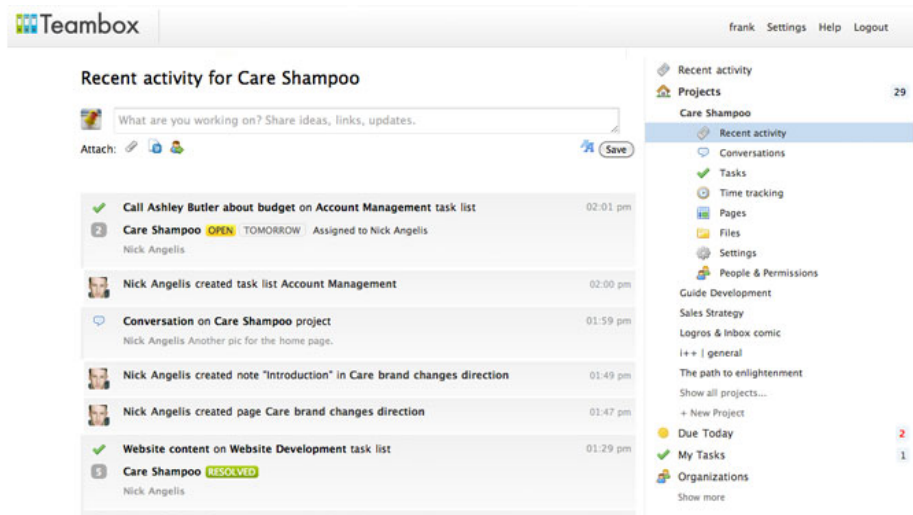 Teambox
frank Settings Help Logout
Recent activity for Care Shampoo
What are you working on? Share ideas, links, updates.
Attach:
Save
Call Ashley Butler about budget on Account Management task list 02:01 pm
2 Care Shampoo OPEN TOMORROW Assigned to Nick Angelis
Nick Angelis
Nick Angelis created task list Account Management 02:00 pm
Conversation on Care Shampoo project 01:59 pm
Nick Angelis Another pic for the home page.
Nick Angelis created note "Introduction" in Care brand changes direction 01:49 pm
Nick Angelis created page Care brand changes direction 01:47 pm
Website content on Website Development task list 01:29 pm
5 Care Shampoo RESOLVED
Nick Angelis
Recent activity
Projects 29
Care Shampoo
Recent activity
Conversations
Tasks
Time tracking
Pages
Files
Settings
People & Permissions
Guide Development
Sales Strategy
Logros & Inbox comic
i++ | general
The path to enlightenment
Show all projects...
+ New Project
Due Today 2
My Tasks 1
Organizations
Show more